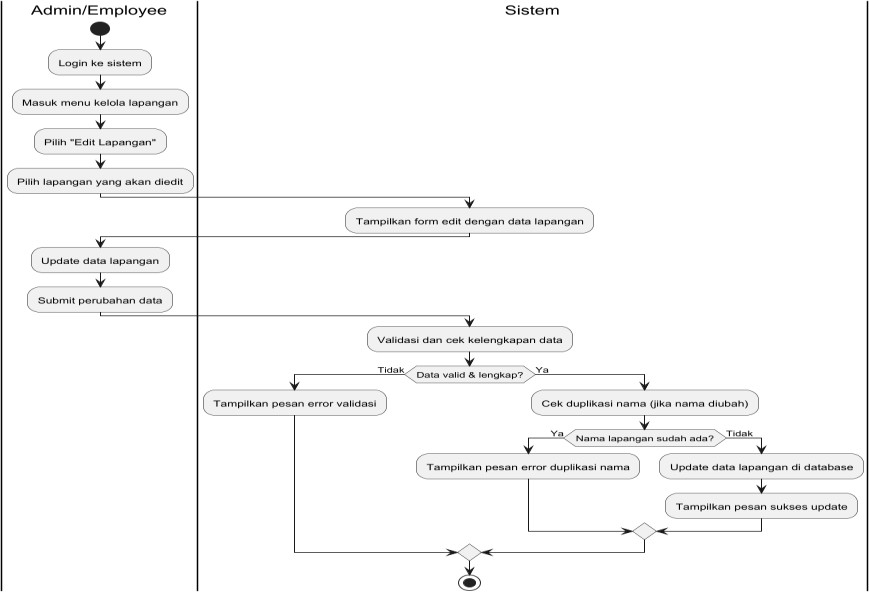 Admin/Employee
Sistem
Login ke sistem
Masuk menu kelola lapangan
Pilih "Edit Lapangan"
Pilih lapangan yang akan diedit
Tampilkan form edit dengan data lapangan
Update data lapangan
Submit perubahan data
Validasi dan cek kelengkapan data
Tidak
Data valid & lengkap?
Ya
Tampilkan pesan error validasi
Cek duplikasi nama (jika nama diubah)
Ya
Nama lapangan sudah ada?
Tidak
Tampilkan pesan error duplikasi nama
Update data lapangan di database
Tampilkan pesan sukses update